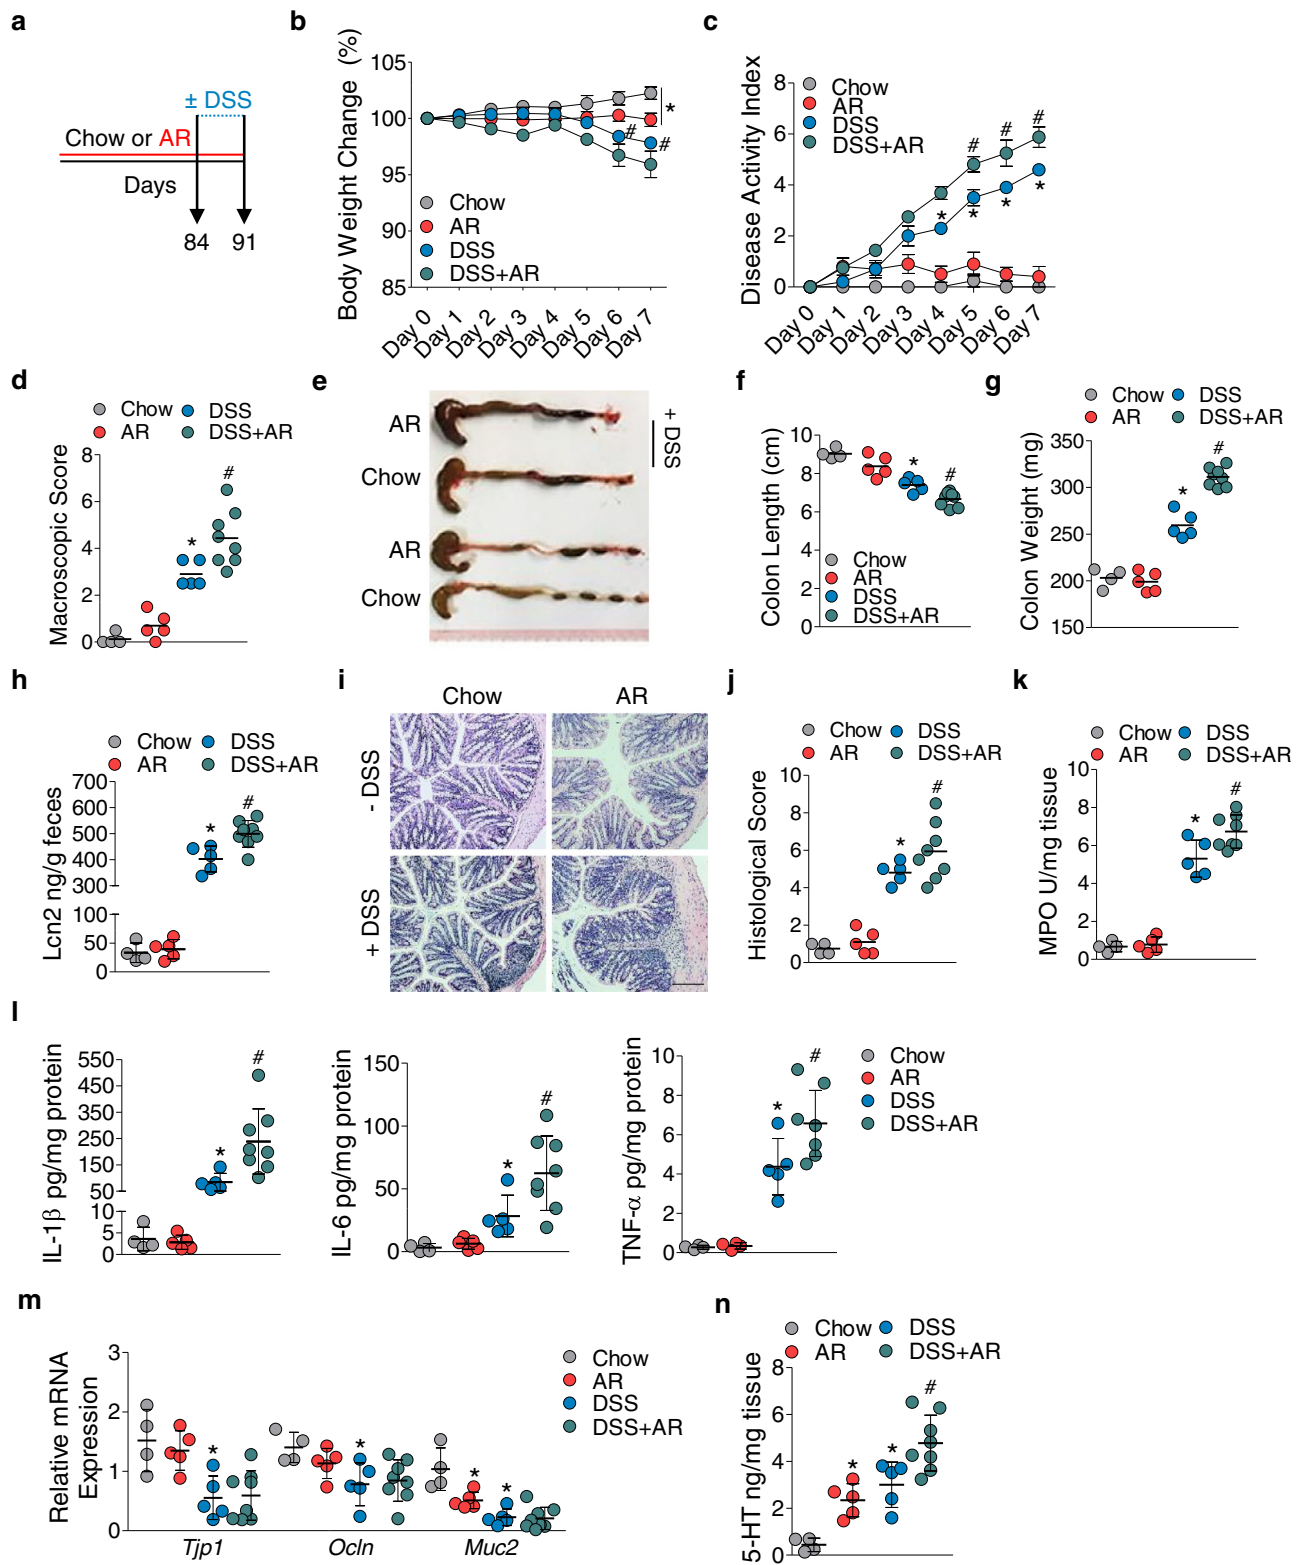 a
± DSS
Chow or AR
Days
84
91
b
Body Weight Change (%)
105
100
95
90
85
Chow
AR
DSS
DSS+AR
#
#
*
Day 0
Day 1
Day 2
Day 3
Day 4
Day 5
Day 6
Day 7
c
Disease Activity Index
8
6
4
2
0
Chow
AR
DSS
DSS+AR
#
#
#
*
*
*
*
Day 0
Day 1
Day 2
Day 3
Day 4
Day 5
Day 6
Day 7
d
Chow
DSS
AR
DSS+AR
Macroscopic Score
8
6
4
2
0
*
#
e
AR
Chow
AR
Chow
+ DSS
f
Colon Length (cm)
10
8
6
4
2
0
*
#
Chow
AR
DSS
DSS+AR
g
Chow
DSS
AR
DSS+AR
Colon Weight (mg)
350
300
250
200
150
*
#
h
Chow
DSS
AR
DSS+AR
Lcn2 ng/g feces
700
600
500
400
300
100
50
0
*
#
i
Chow
AR
- DSS
+ DSS
j
Chow
DSS
AR
DSS+AR
Histological Score
10
8
6
4
2
0
*
#
k
Chow
DSS
AR
DSS+AR
MPO U/mg tissue
10
8
6
4
2
0
*
#
l
IL-1β pg/mg protein
550
450
350
250
150
50
10
5
0
*
#
IL-6 pg/mg protein
150
100
50
0
*
#
TNF-α pg/mg protein
10
8
6
4
2
0
*
#
Chow
AR
DSS
DSS+AR
m
Relative mRNA
Expression
3
2
1
0
*
*
*
*
Tjp1
Ocln
Muc2
Chow
AR
DSS
DSS+AR
n
Chow
DSS
AR
DSS+AR
5-HT ng/mg tissue
8
6
4
2
0
*
*
#